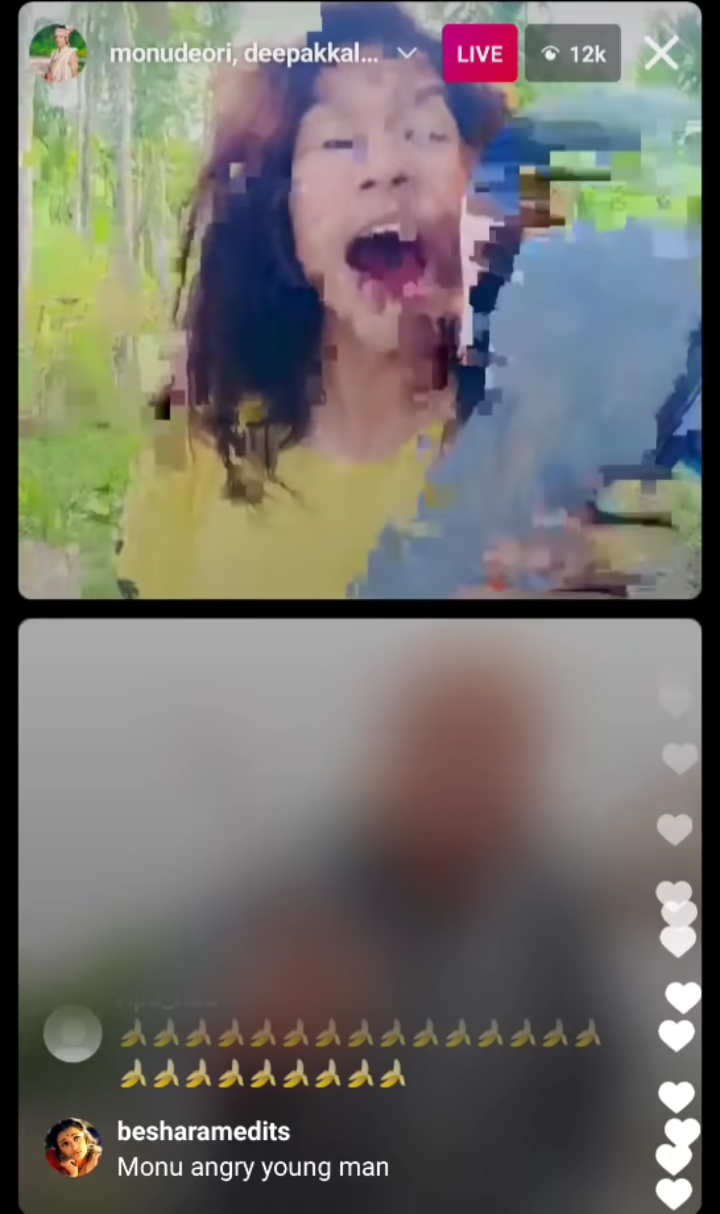 monudeori, deepakkal...
LIVE
12k
🍌🍌🍌🍌🍌🍌🍌🍌🍌🍌🍌🍌🍌🍌🍌
🍌🍌🍌🍌🍌🍌🍌🍌🍌
besharamedits
Monu angry young man